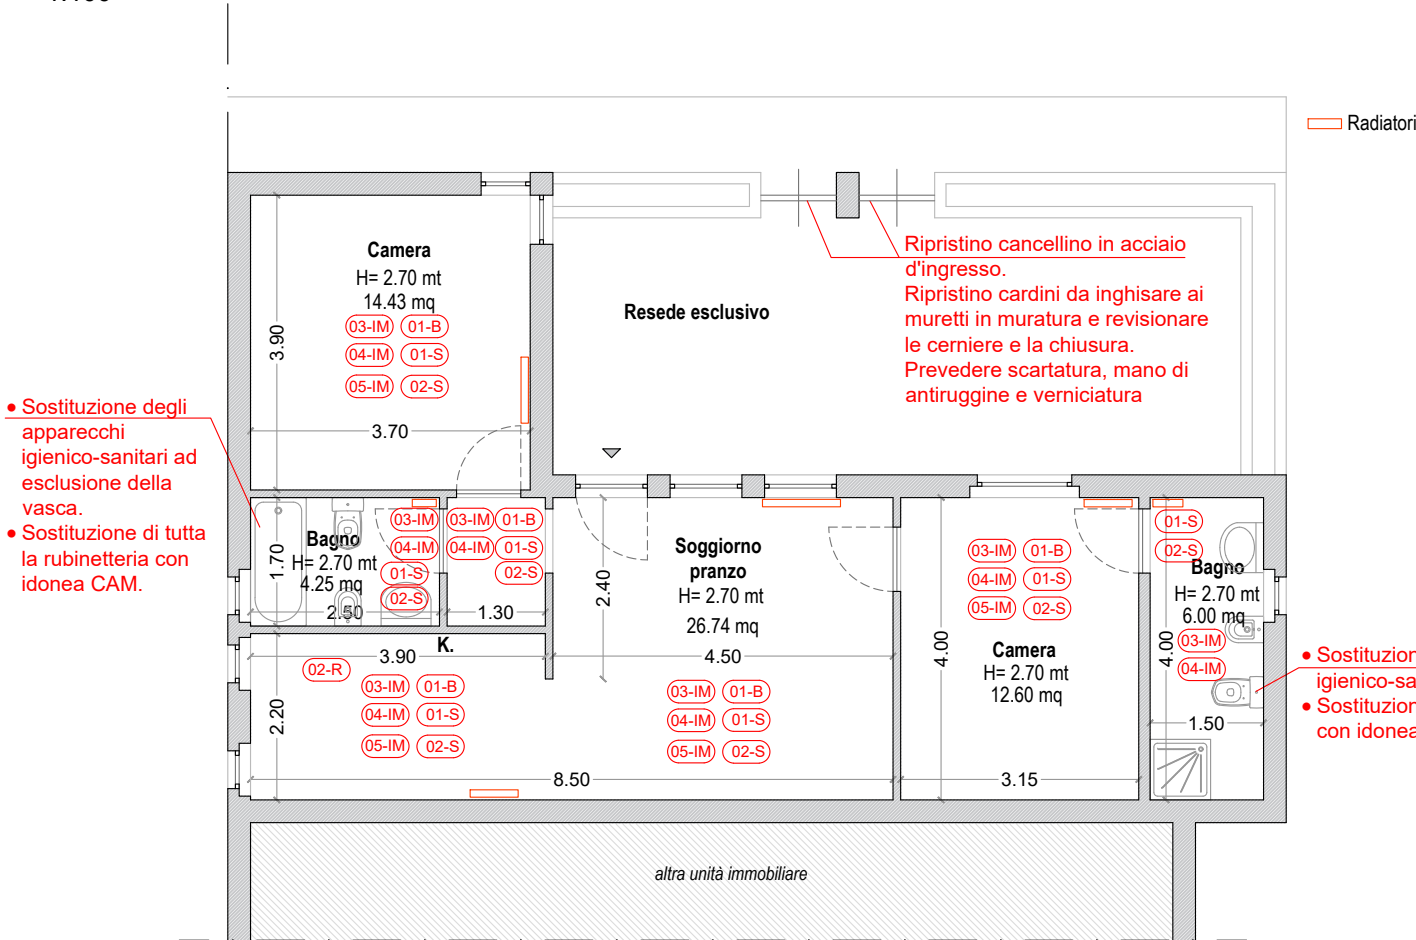 Radiatori
Camera
H= 2.70 mt
14.43 mq
03-IM 01-B
04-IM 01-S
05-IM 02-S
3.90
3.70
Resede esclusivo
Ripristino cancellino in acciaio
d'ingresso.
Ripristino cardini da inghisare ai
muretti in muratura e revisionare
le cerniere e la chiusura.
Prevedere scartatura, mano di
antiruggine e verniciatura
• Sostituzione degli
apparecchi
igienico-sanitari ad
esclusione della
vasca.
• Sostituzione di tutta
la rubinetteria con
idonea CAM.
Bagno
H= 2.70 mt
4.25 mq
1.70
2.50
03-IM
04-IM
01-S
02-S
03-IM 01-B
04-IM 01-S
02-S
1.30
Soggiorno
pranzo
H= 2.70 mt
26.74 mq
2.40
4.50
03-IM 01-B
04-IM 01-S
05-IM 02-S
8.50
K.
3.90
02-R
03-IM 01-B
04-IM 01-S
05-IM 02-S
2.20
03-IM 01-B
04-IM 01-S
05-IM 02-S
Camera
H= 2.70 mt
12.60 mq
4.00
3.15
01-S
02-S
Bagno
H= 2.70 mt
6.00 mq
03-IM
04-IM
4.00
1.50
• Sostituzion
igienico-sa
• Sostituzion
con idonea
altra unità immobiliare